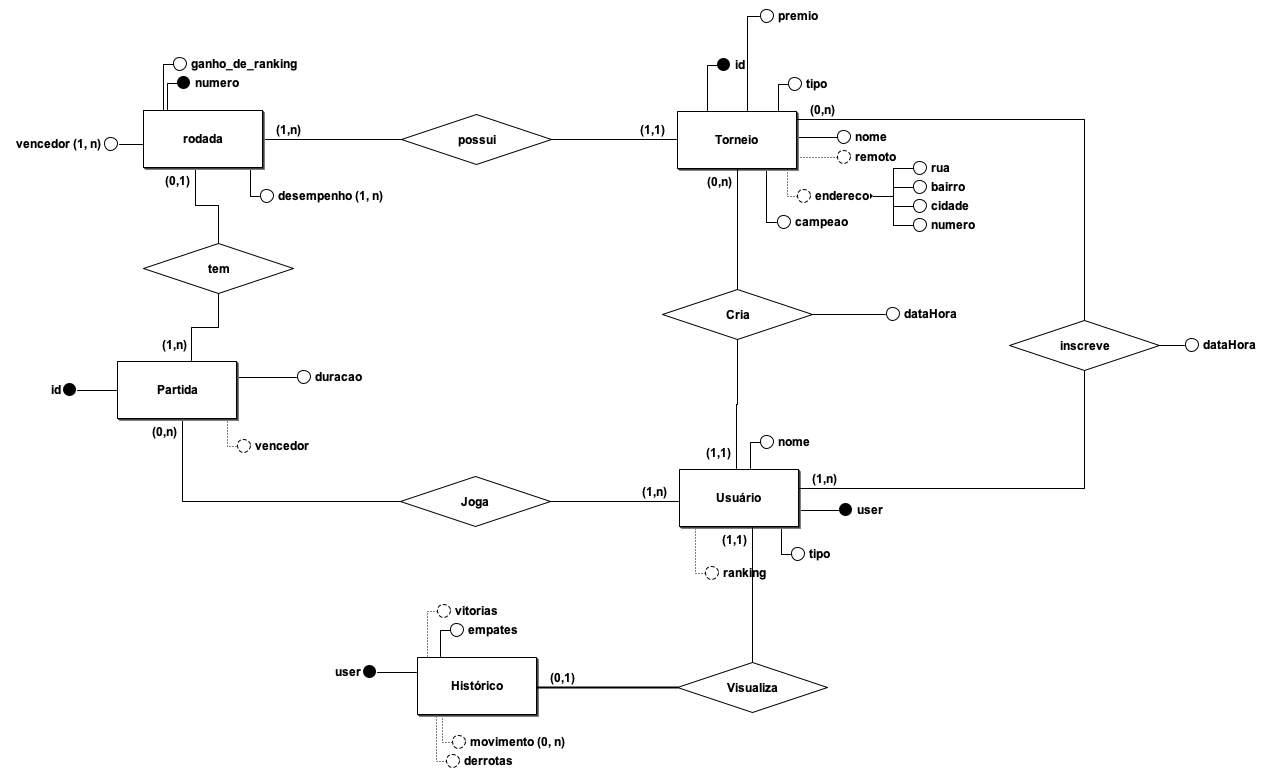 premio
ganho_de_ranking
id
numero
tipo
(0,n)
vencedor (1, n)
rodada
(1,n)
possui
(1,1)
Torneio
nome
remoto
rua
(0,1)
(0,n)
bairro
desempenho (1, n)
endereco
cidade
campeao
numero
tem
Cria
dataHora
(1,n)
inscreve
dataHora
id
Partida
duracao
(0,n)
vencedor
nome
(1,1)
(1,n)
Joga
(1,n)
Usuário
user
(1,1)
tipo
ranking
vitorias
empates
user
Histórico
(0,1)
Visualiza
movimento (0, n)
derrotas